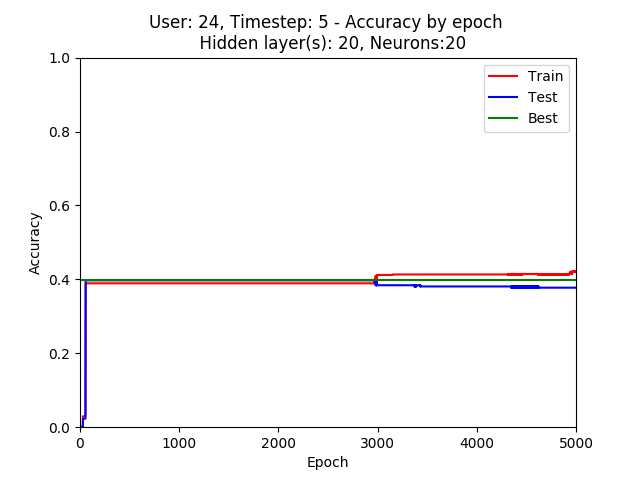 User: 24, Timestep: 5 - Accuracy by epoch
Hidden layer(s): 20, Neurons:20
1.0
0.8
0.6
0.4
0.2
0.0
Accuracy
Train
Test
Best
0 1000 2000 3000 4000 5000
Epoch